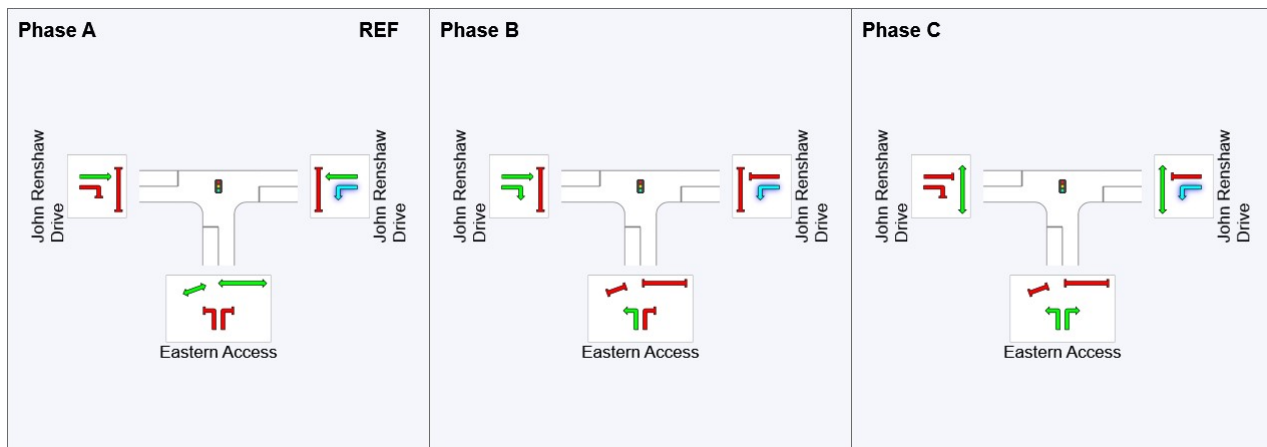 Phase A
REF
John Renshaw
Drive
John Renshaw
Drive
Eastern Access
Phase B
John Renshaw
Drive
John Renshaw
Drive
Eastern Access
Phase C
John Renshaw
Drive
John Renshaw
Drive
Eastern Access